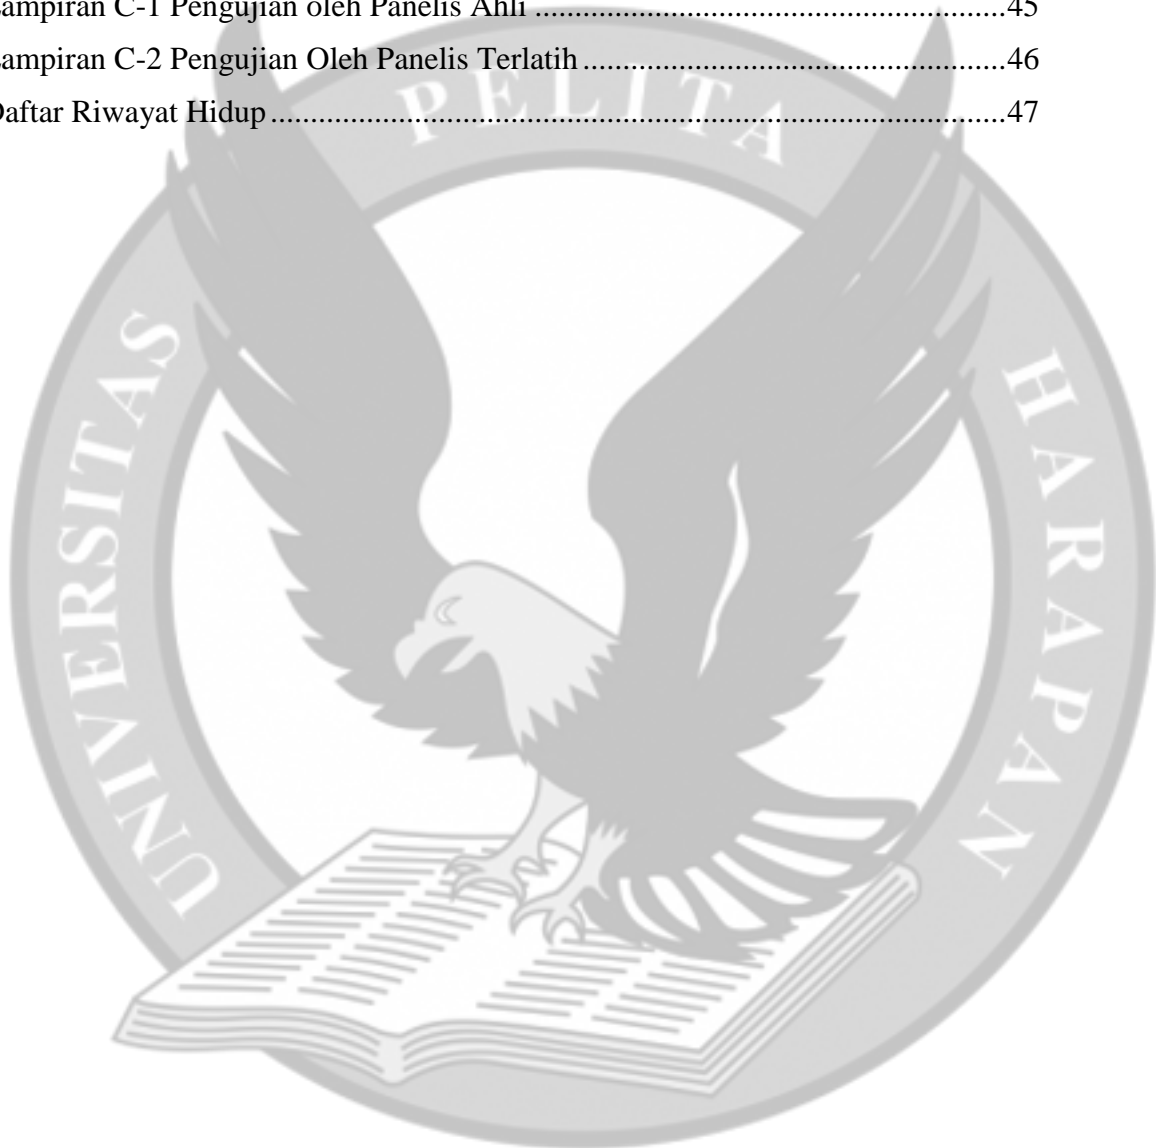 ampiran C-1 Pengujian oleh Panelis Ahli ............................................................45
ampiran C-2 Pengujian Oleh Panelis Terlatih ......................................................46
Daftar Riwayat Hidup .............................................................................................47
UNIVERSITAS PELITA HARAPAN